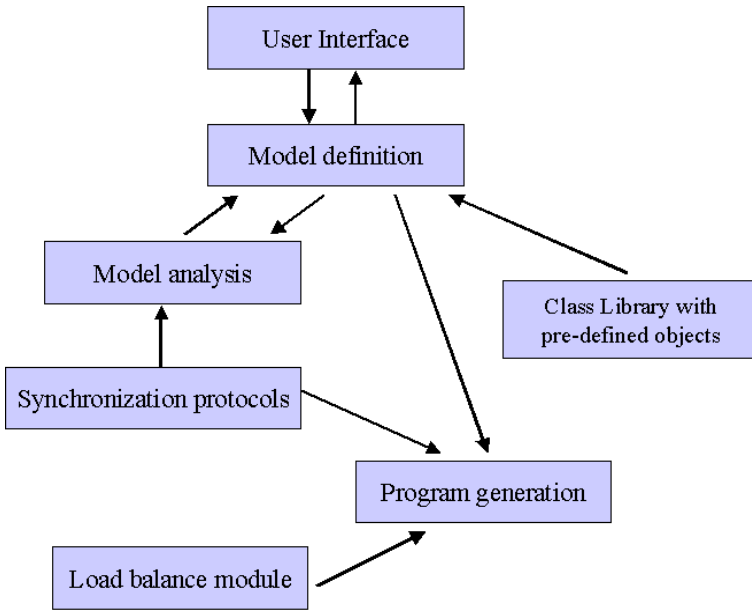 User Interface
Model definition
Model analysis
Class Library with
pre-defined objects
Synchronization protocols
Program generation
Load balance module